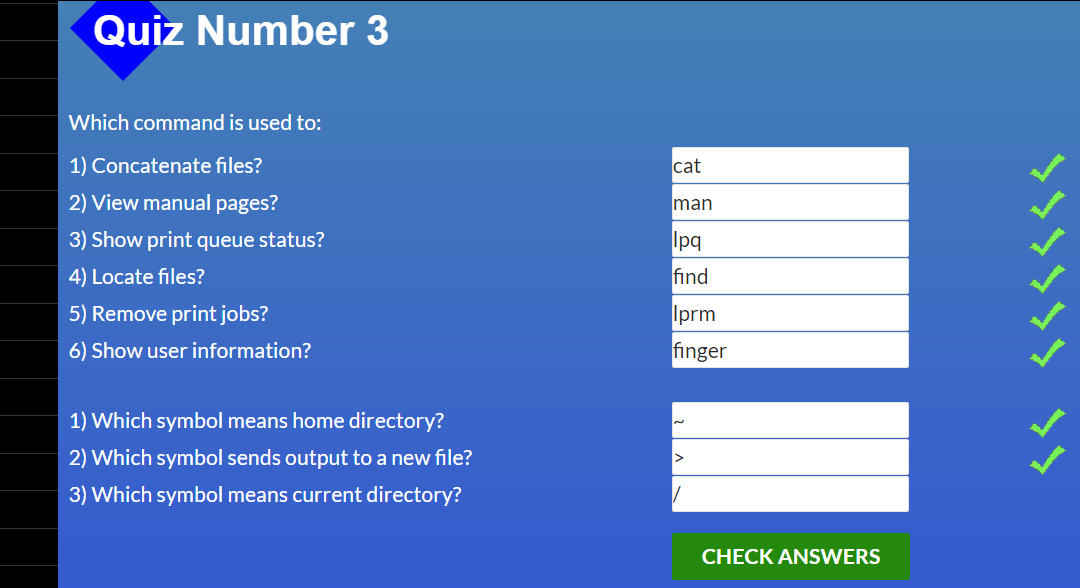 Quiz Number 3
Which command is used to:
1) Concatenate files? cat
2) View manual pages? man
3) Show print queue status? lpq
4) Locate files? find
5) Remove print jobs? lprm
6) Show user information? finger
1) Which symbol means home directory? ~
2) Which symbol sends output to a new file? >
3) Which symbol means current directory? /
CHECK ANSWERS